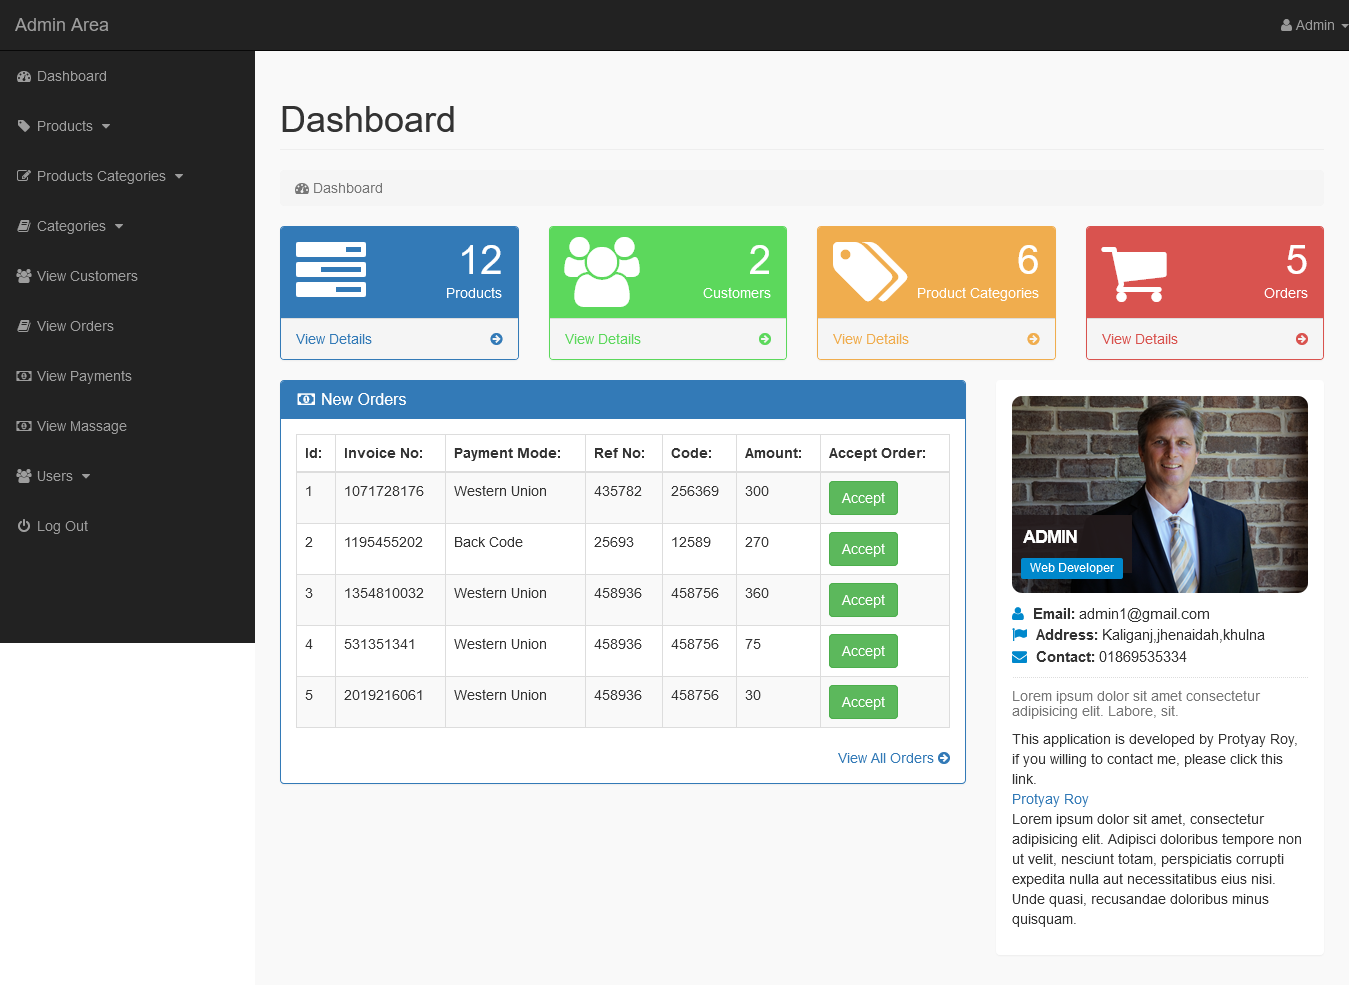 Admin Area
Admin
Dashboard
Products
Products Categories
Categories
View Customers
View Orders
View Payments
View Massage
Users
Log Out
Dashboard
Dashboard
12
Products
View Details
2
Customers
View Details
6
Product Categories
View Details
5
Orders
View Details
New Orders
Id: Invoice No: Payment Mode: Ref No: Code: Amount: Accept Order:
1 1071728176 Western Union 435782 256369 300 Accept
2 1195455202 Back Code 25693 12589 270 Accept
3 1354810032 Western Union 458936 458756 360 Accept
4 531351341 Western Union 458936 458756 75 Accept
5 2019216061 Western Union 458936 458756 30 Accept
View All Orders
ADMIN
Web Developer
Email: admin1@gmail.com
Address: Kaliganj,jhenaidah,khulna
Contact: 01869535334
Lorem ipsum dolor sit amet consectetur
adipisicing elit. Labore, sit.
This application is developed by Protyay Roy,
if you willing to contact me, please click this
link.
Protyay Roy
Lorem ipsum dolor sit amet, consectetur
adipisicing elit. Adipisci doloribus tempore non
ut velit, nesciunt totam, perspiciatis corrupti
expedita nulla aut necessitatibus eius nisi.
Unde quasi, recusandae doloribus minus
quisquam.